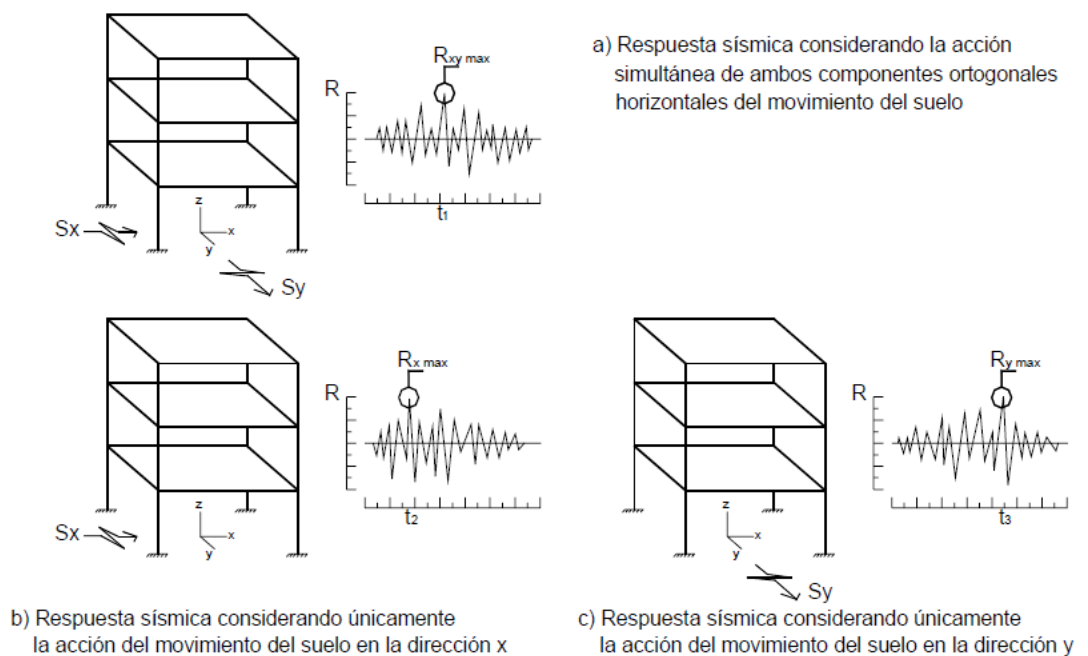 a) Respuesta sísmica considerando la acción
simultánea de ambos componentes ortogonales
horizontales del movimiento del suelo
Rxy max
R
t1
Sx
z
x
y
Sy
Rx max
R
t2
Sx
z
x
y
Ry max
R
t3
z
x
y
Sy
b) Respuesta sísmica considerando únicamente
la acción del movimiento del suelo en la dirección x
c) Respuesta sísmica considerando únicamente
la acción del movimiento del suelo en la dirección y